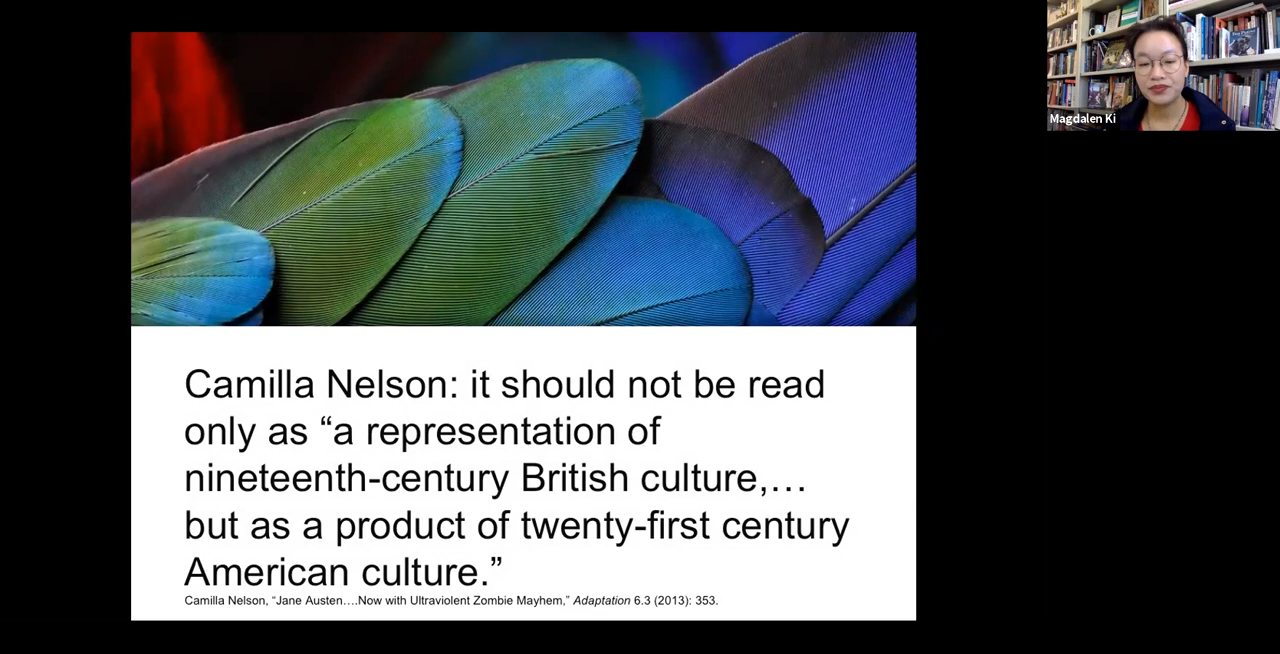 Magdalen Ki
Camilla Nelson: it should not be read
only as “a representation of
nineteenth-century British culture,…
but as a product of twenty-first century
American culture.”
Camilla Nelson, “Jane Austen….Now with Ultraviolent Zombie Mayhem,” Adaptation 6.3 (2013): 353.